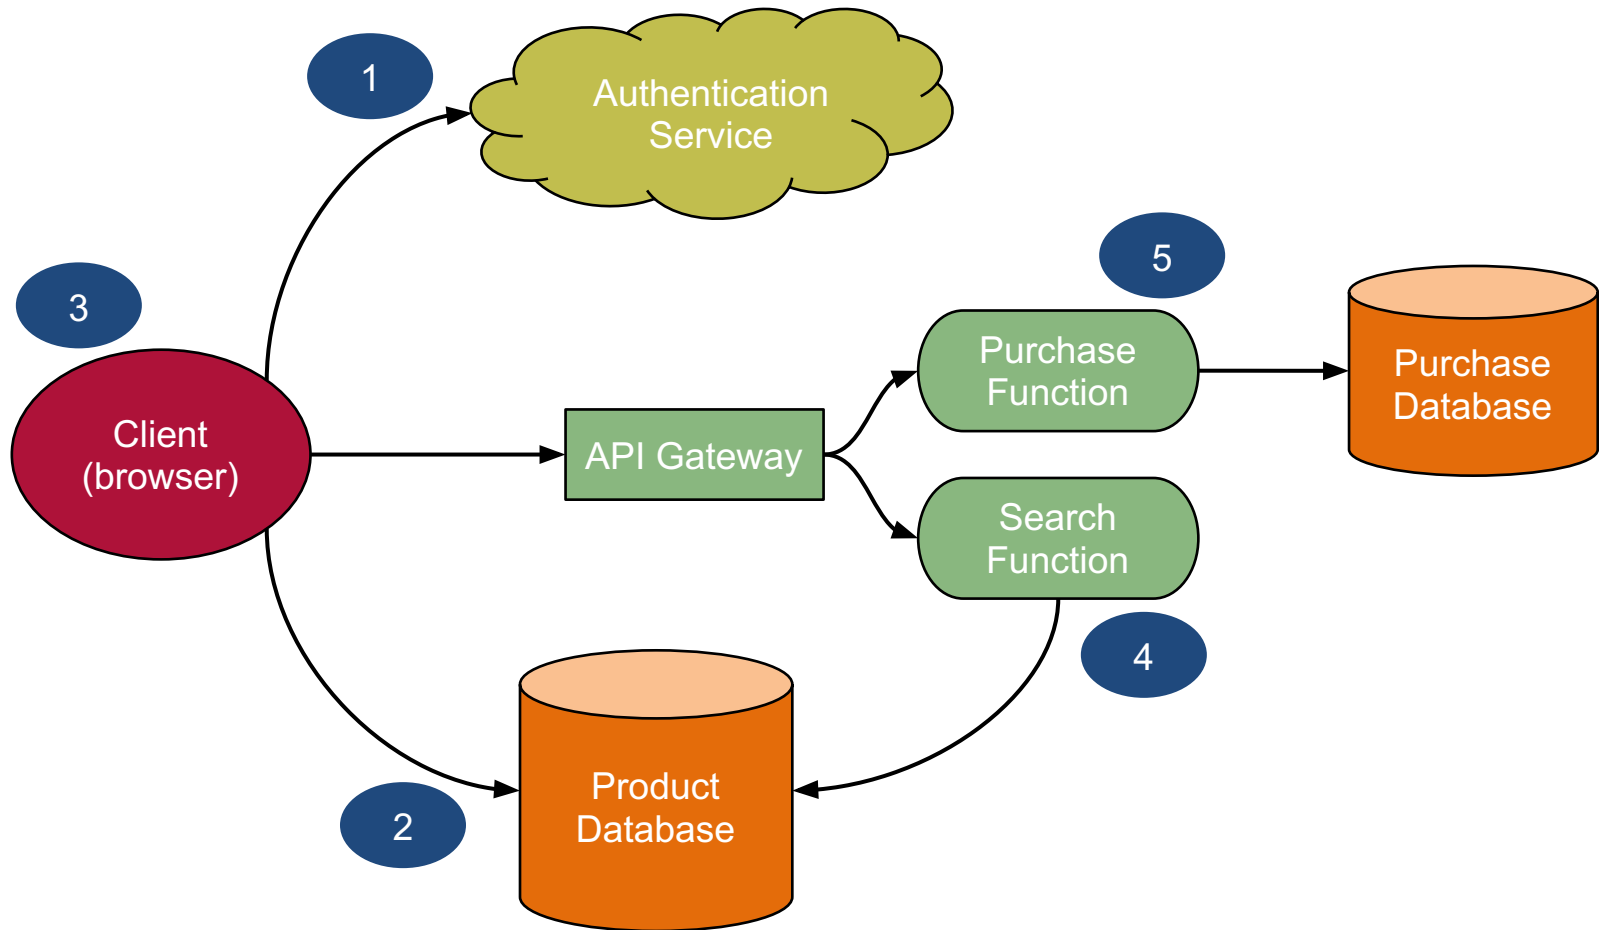 1
Authentication
Service
5
3
Purchase
Function
Purchase
Database
Client
(browser)
API Gateway
Search
Function
4
Product
Database
2